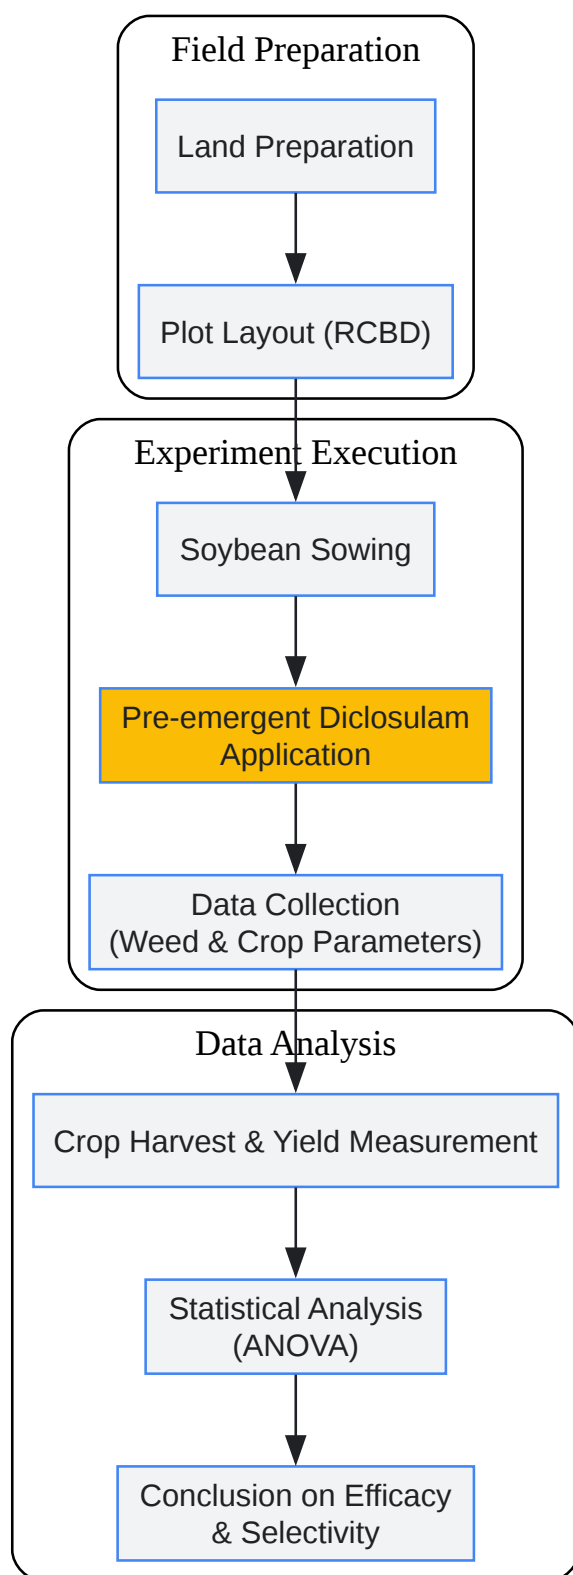 Field Preparation
Land Preparation
Plot Layout (RCBD)
Experiment Execution
Soybean Sowing
Pre-emergent Diclosulam
Application
Data Collection
(Weed & Crop Parameters)
Data Analysis
Crop Harvest & Yield Measurement
Statistical Analysis
(ANOVA)
Conclusion on Efficacy
& Selectivity